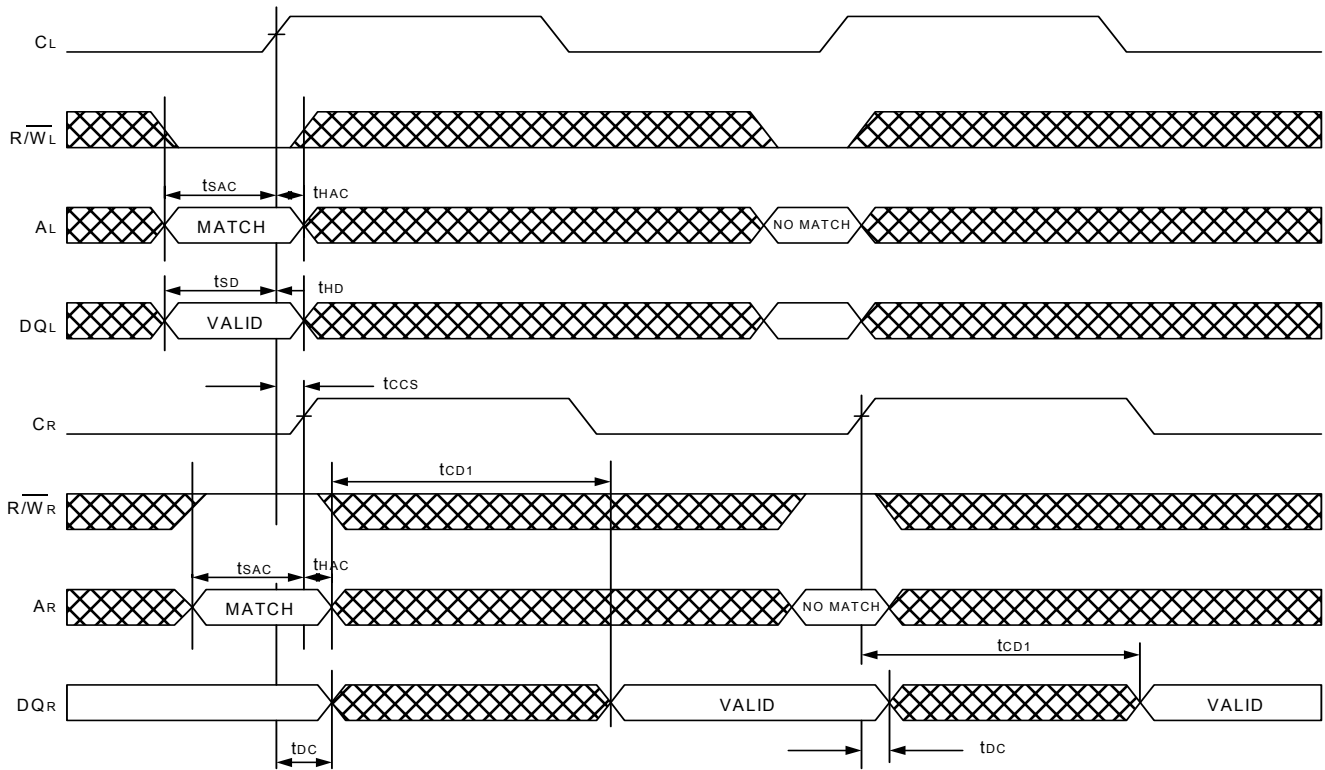 CL
R/WL
tSAC tHAC
AL MATCH NO MATCH
tSD tHD
DQL VALID
tCCS
CR
tCD1
R/WR
tSAC tHAC
AR MATCH NO MATCH
tCD1
DQR VALID VALID
tDC tDC